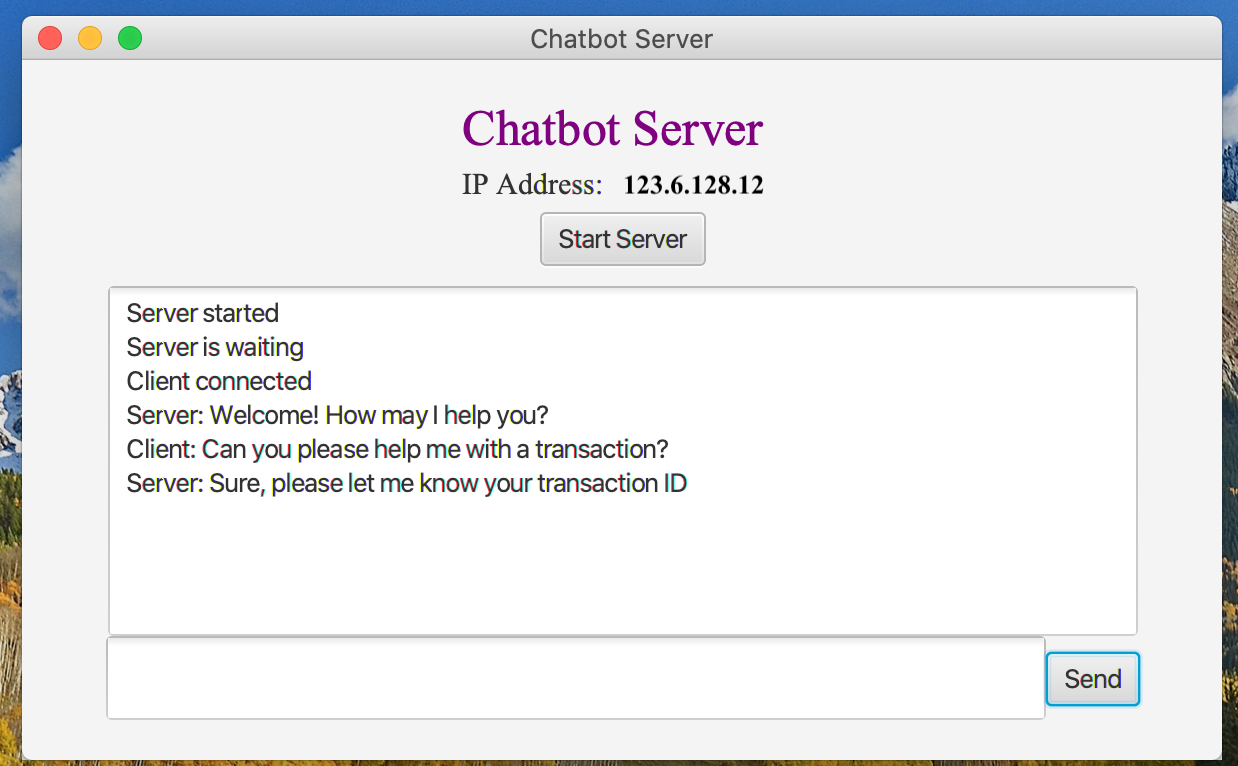 Chatbot Server
Chatbot Server
IP Address: 123.6.128.12
Start Server
Server started
Server is waiting
Client connected
Server: Welcome! How may I help you?
Client: Can you please help me with a transaction?
Server: Sure, please let me know your transaction ID
Send